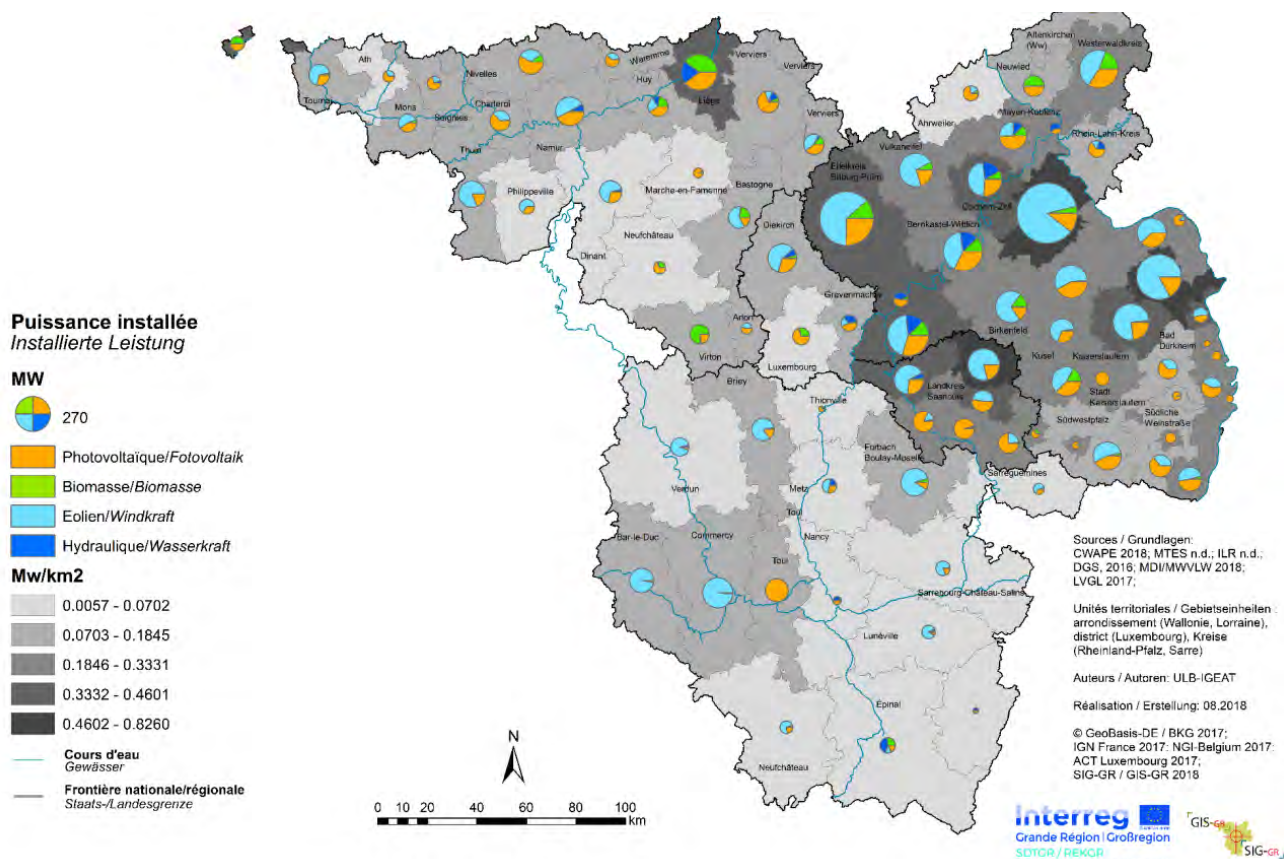 Altenkirchen
(Ww)
Westerwaldkreis
Neuwied
Ath
Nivelles
Waremme
Verviers
Verviers
Huy
Liège
Tournai
Mons
Soignies
Charleroi
Verviers
Ahrweiler
Mayen-Koblenz
Rhein-Lahn-Kreis
Thuin
Namur
Vulkaneifel
Eifelkreis
Bitburg-Prüm
Philippeville
Marche-en-Famenne
Bastogne
Cochem-Zell
Bernkastel-Wittlich
Diekirch
Neufchâteau
Dinant
Grevenmacher
Arlon
Birkenfeld
Virton
Luxembourg
Kusel
Kaiserslautern
Bad
Dürkheim
Landkreis
Saarlouis
Stadt
Kaiserslautern
Südwestpfalz
Südliche
Weinstraße
Briey
Thionville
Forbach
Boulay-Moselle
Sarreguemines
Verdun
Metz
Toul
Nancy
Bar-le-Duc
Commercy
Toul
Sarrebourg-Château-Salins
Lunéville
Épinal
Neufchâteau
Puissance installée
Installierte Leistung
MW
270
Photovoltaïque/Fotovoltaik
Biomasse/Biomasse
Eolien/Windkraft
Hydraulique/Wasserkraft
Mw/km2
0.0057 - 0.0702
0.0703 - 0.1845
0.1846 - 0.3331
0.3332 - 0.4601
0.4602 - 0.8260
Cours d'eau
Gewässer
Frontière nationale/régionale
Staats-/Landesgrenze
N
0 10 20 40 60 80 100
km
Sources / Grundlagen:
CWAPE 2018; MTES n.d.; ILR n.d.;
DGS, 2016; MDI/MWVLW 2018;
LVGL 2017;
Unités territoriales / Gebietseinheiten :
arrondissement (Wallonie, Lorraine),
district (Luxembourg), Kreise
(Rheinland-Pfalz, Sarre)
Auteurs / Autoren: ULB-IGEAT
Réalisation / Erstellung: 08.2018
© GeoBasis-DE / BKG 2017;
IGN France 2017: NGI-Belgium 2017:
ACT Luxembourg 2017;
SIG-GR / GIS-GR 2018
Interreg
Grande Région | Großregion
SDTGR / REKGR
GIS-GR
SIG-GR